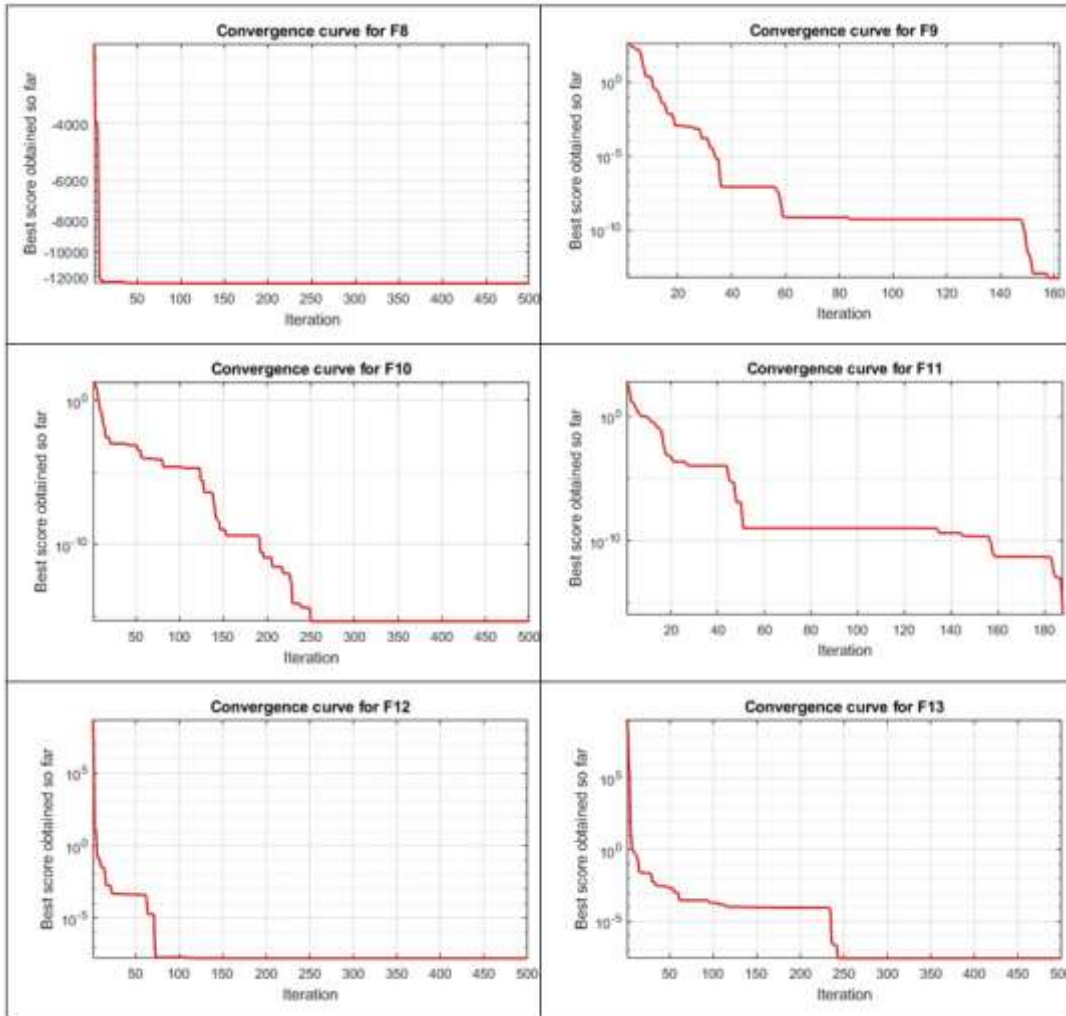 Convergence curve for F8
Best score obtained so far
-4000
-6000
-8000
-10000
-12000
50 100 150 200 250 300 350 400 450 500
Iteration
Convergence curve for F9
Best score obtained so far
10^0
10^-5
10^-10
20 40 60 80 100 120 140 160
Iteration
Convergence curve for F10
Best score obtained so far
10^0
10^-10
50 100 150 200 250 300 350 400 450 500
Iteration
Convergence curve for F11
Best score obtained so far
10^0
10^-10
20 40 60 80 100 120 140 160 180
Iteration
Convergence curve for F12
Best score obtained so far
10^5
10^0
10^-5
50 100 150 200 250 300 350 400 450 500
Iteration
Convergence curve for F13
Best score obtained so far
10^5
10^0
10^-5
50 100 150 200 250 300 350 400 450 500
Iteration